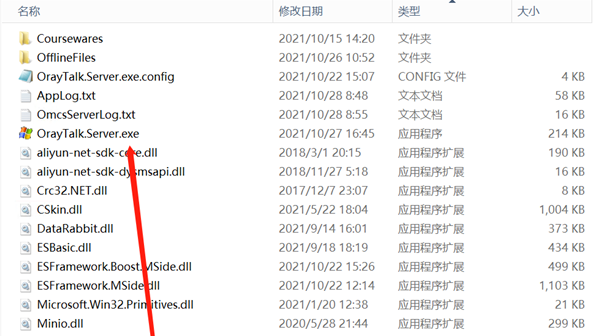 名称 修改日期 类型 大小
Coursewares 2021/10/15 14:20 文件夹
OfflineFiles 2021/10/26 10:52 文件夹
OrayTalk.Server.exe.config 2021/10/22 15:07 CONFIG 文件 4 KB
AppLog.txt 2021/10/28 8:48 文本文档 58 KB
OmcsServerLog.txt 2021/10/28 8:55 文本文档 16 KB
OrayTalk.Server.exe 2021/10/27 16:45 应用程序 214 KB
aliyun-net-sdk-core.dll 2018/3/1 20:15 应用程序扩展 190 KB
aliyun-net-sdk-dysmsapi.dll 2018/11/27 5:18 应用程序扩展 16 KB
Crc32.NET.dll 2017/12/7 23:07 应用程序扩展 8 KB
CSkin.dll 2021/5/22 18:04 应用程序扩展 1,004 KB
DataRabbit.dll 2021/9/14 16:01 应用程序扩展 373 KB
ESBasic.dll 2021/9/18 18:19 应用程序扩展 434 KB
ESFramework.Boost.MSide.dll 2021/10/22 15:26 应用程序扩展 499 KB
ESFramework.MSide.dll 2021/10/22 12:14 应用程序扩展 1,103 KB
Microsoft.Win32.Primitives.dll 2021/1/20 12:38 应用程序扩展 21 KB
Minio.dll 2020/5/28 21:44 应用程序扩展 299 KB